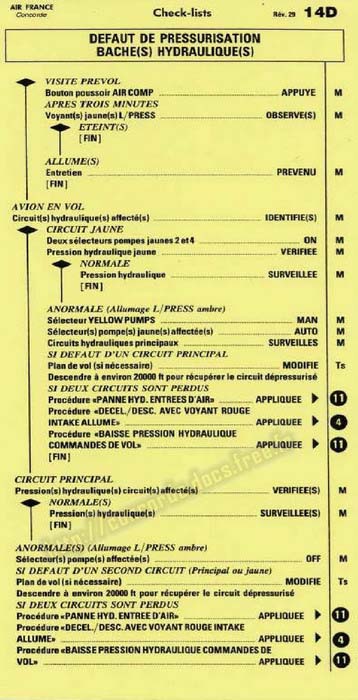 AIR FRANCE
Concorde
Check-lists
Rév. 29 14D
DEFAUT DE PRESSURISATION
BACHE(S) HYDRAULIQUE(S)
VISITE PREVOL
Bouton poussoir AIR COMP APPUYE M
APRES TROIS MINUTES
Voyant(s) jaune(s) L/PRESS OBSERVE(S) M
ETEINT(S)
[FIN]
ALLUME(S)
Entretien PREVENU M
[FIN]
AVION EN VOL
Circuit(s) hydraulique(s) affecté(s) IDENTIFIE(S) M
CIRCUIT JAUNE
Deux sélecteurs pompes jaunes 2 et 4 ON M
Pression hydraulique jaune VERIFIEE M
NORMALE
Pression hydraulique SURVEILLEE M
[FIN]
ANORMALE (Allumage L/PRESS ambre)
Sélecteur YELLOW PUMPS MAN M
Sélecteur(s) pompe(s) jaune(s) affectée(s) AUTO M
Circuits hydrauliques principaux SURVEILLES M
SI DEFAUT D'UN CIRCUIT PRINCIPAL
Plan de vol (si nécessaire) MODIFIE Ts
Descendre à environ 20000 ft pour récupérer le circuit dépressurisé
SI DEUX CIRCUITS SONT PERDUS
Procédure «PANNE HYD. ENTREES D'AIR» APPLIQUEE 11
Procédure «DECEL./DESC. AVEC VOYANT ROUGE
INTAKE ALLUME» APPLIQUEE 4
Procédure «BAISSE PRESSION HYDRAULIQUE
COMMANDES DE VOL» APPLIQUEE 11
[FIN]
CIRCUIT PRINCIPAL
Pression(s) hydraulique(s) circuit(s) affecté(s) VERIFIEE(S) M
NORMALE(S)
Pression(s) hydraulique(s) SURVEILLEE(S) M
[FIN]
ANORMALE(S) (Allumage L/PRESS ambre)
Sélecteur(s) pompe(s) affectée(s) OFF M
SI DEFAUT D'UN SECOND CIRCUIT (Principal ou jaune)
Plan de vol (si nécessaire) MODIFIE Ts
Descendre à environ 20000 ft pour récupérer le circuit dépressurisé
SI DEUX CIRCUITS SONT PERDUS
Procédure «PANNE HYD. ENTREE D'AIR» APPLIQUEE 11
Procédure «DECEL./DESC. AVEC VOYANT ROUGE INTAKE
ALLUME» APPLIQUEE 4
Procédure «BAISSE PRESSION HYDRAULIQUE COMMANDES DE
VOL» APPLIQUEE 11